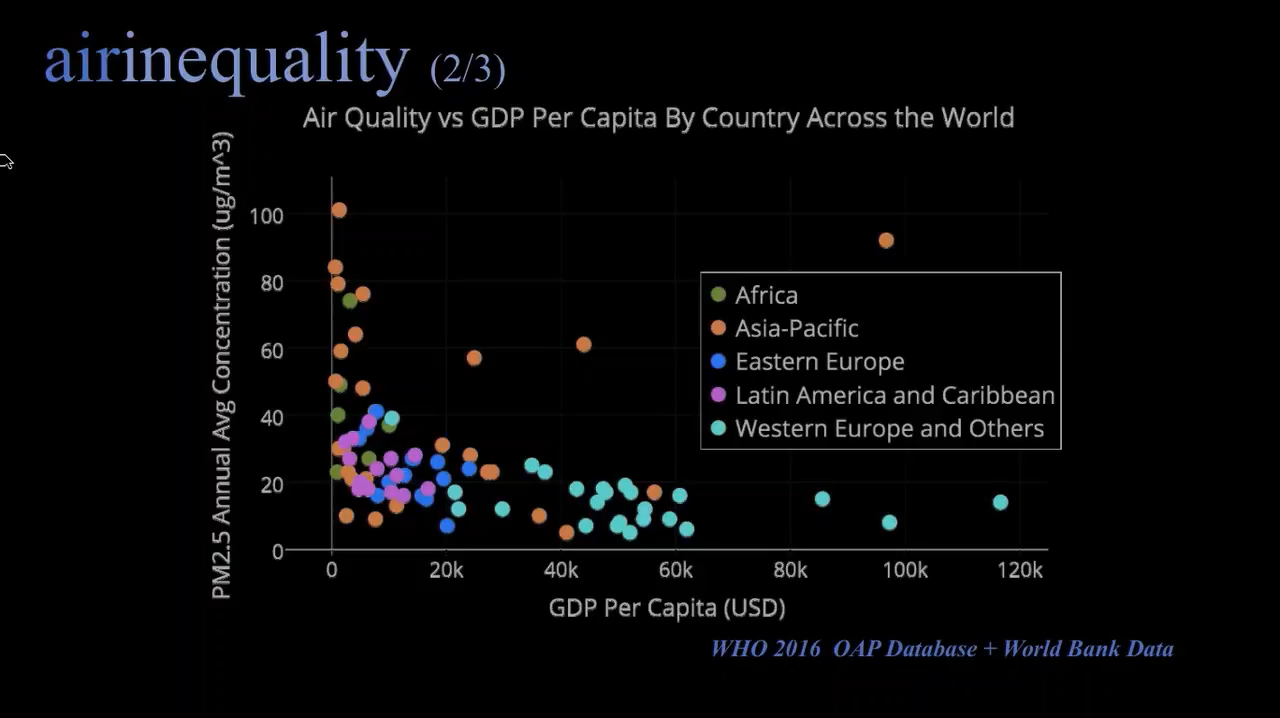 airinequality (2/3)
Air Quality vs GDP Per Capita By Country Across the World
PM2.5 Annual Avg Concentration (ug/m^3)
100
80
60
40
20
0
Africa
Asia-Pacific
Eastern Europe
Latin America and Caribbean
Western Europe and Others
0 20k 40k 60k 80k 100k 120k
GDP Per Capita (USD)
WHO 2016 OAP Database + World Bank Data